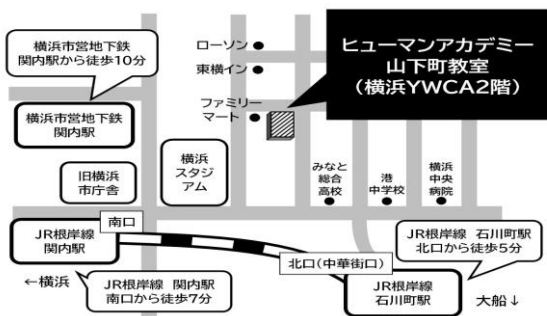 横浜市営地下鉄
関内駅から徒歩10分
横浜市営地下鉄
関内駅
ローソン
東横イン
ファミリー
マート
ヒューマンアカデミー
山下町教室
(横浜YWCA2階)
旧横浜
市庁舎
横浜
スタジ
アム
みなと
総合
高校
港
中学校
横浜
中央
病院
JR根岸線
関内駅
南口
←横浜
JR根岸線 関内駅
南口から徒歩7分
北口(中華街口)
JR根岸線 石川町駅
北口から徒歩5分
JR根岸線
石川町駅
大船↓